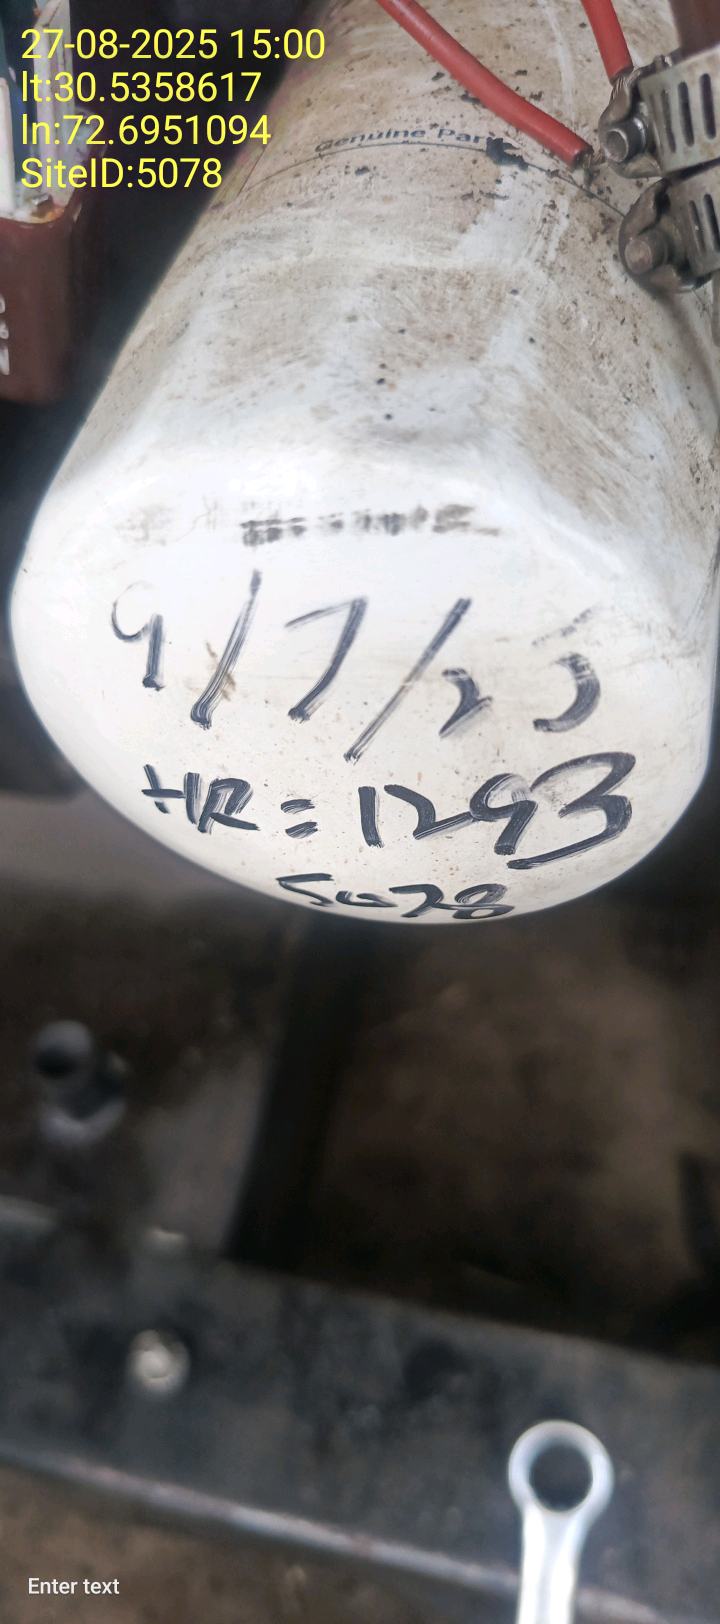 27-08-2025 15:00
lt:30.5358617
ln:72.6951094
SiteID:5078
Genuine Par
9/7/25
HR=1293
5078
Enter text